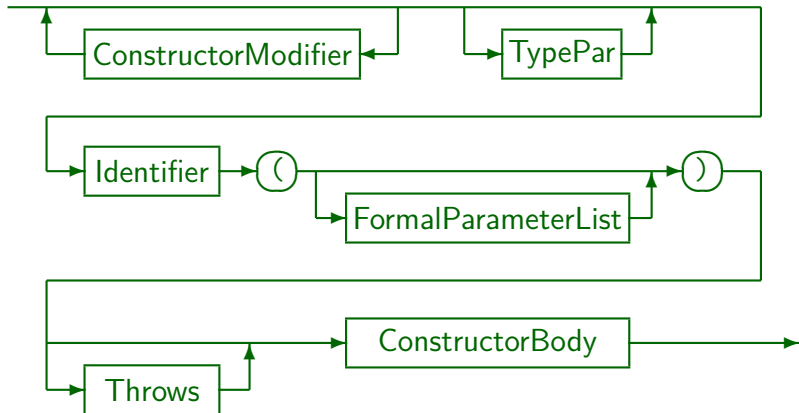 ConstructorModifier TypePar
Identifier ( )
FormalParameterList
ConstructorBody
Throws